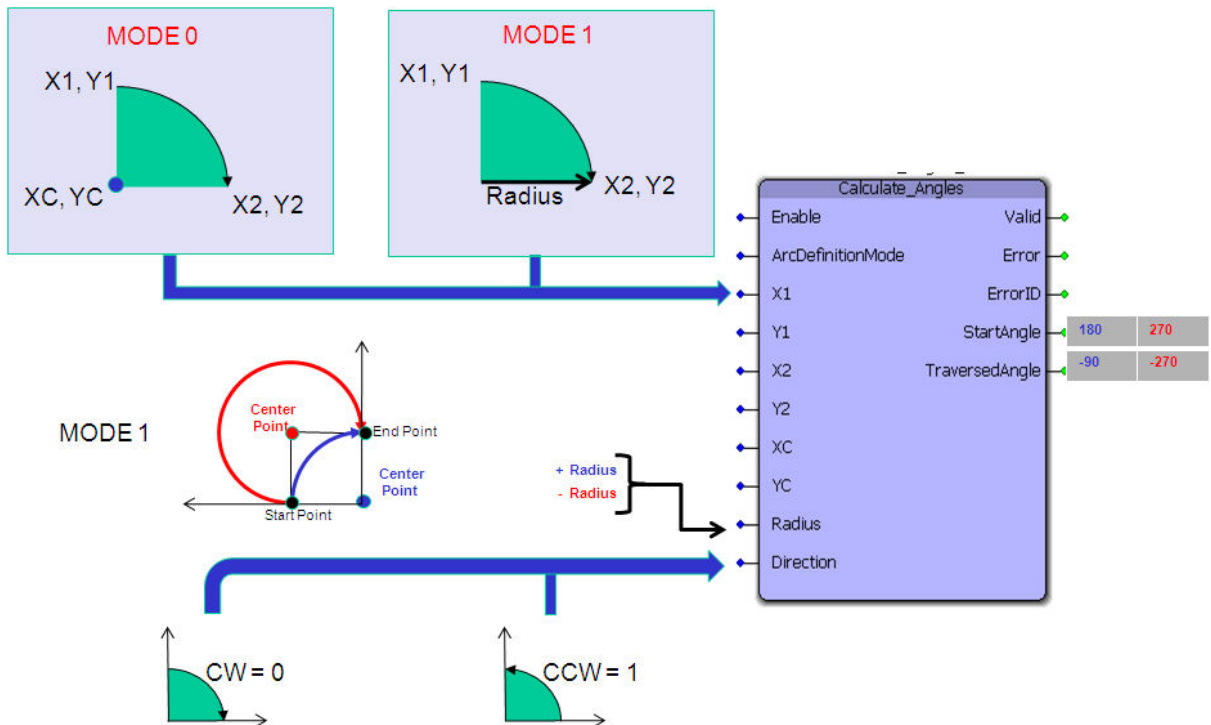 MODE 0
X1, Y1
XC, YC
X2, Y2
MODE 1
X1, Y1
Radius
X2, Y2
Calculate_Angles
Enable
Valid
ArcDefinitionMode
Error
X1
ErrorID
Y1
StartAngle
180
270
X2
TraversedAngle
-90
-270
Y2
XC
YC
Radius
Direction
MODE 1
Center
Point
End Point
Center
Point
Start Point
+ Radius
- Radius
CW = 0
CCW = 1